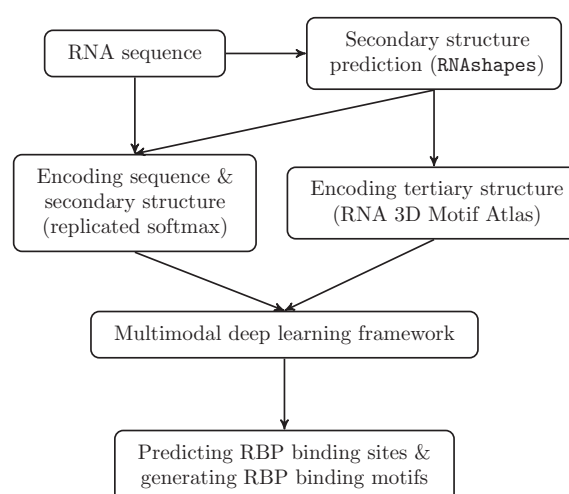 RNA sequence
Secondary structure
prediction (RNAshapes)
Encoding sequence &
secondary structure
(replicated softmax)
Encoding tertiary structure
(RNA 3D Motif Atlas)
Multimodal deep learning framework
Predicting RBP binding sites &
generating RBP binding motifs